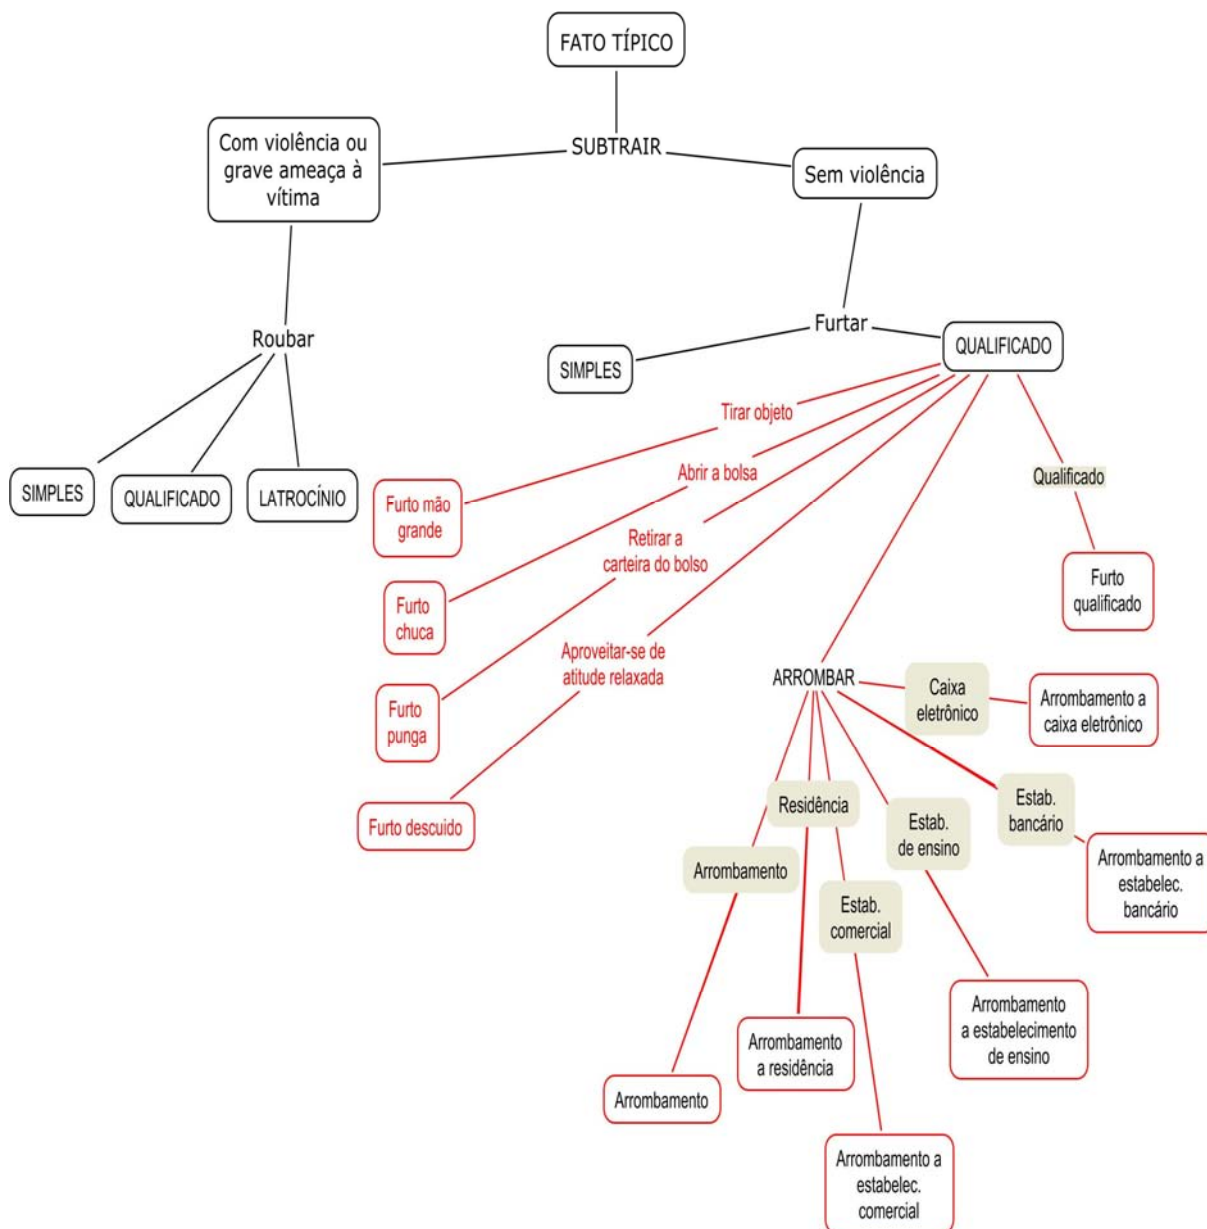 FATO TÍPICO
Com violência ou
grave ameaça à
vítima
SUBTRAIR
Sem violência
Roubar
Furtar
SIMPLES
QUALIFICADO
SIMPLES
QUALIFICADO
LATROCÍNIO
Tirar objeto
Abrir a bolsa
Retirar a
carteira do bolso
Aproveitar-se de
atitude relaxada
Qualificado
Furto mão
grande
Furto
chuca
Furto
punga
Furto descuido
Furto
qualificado
ARROMBAR
Caixa
eletrônico
Arrombamento a
caixa eletrônico
Residência
Estab.
bancário
Estab.
de ensino
Arrombamento
Estab.
comercial
Arrombamento a
estabelec.
bancário
Arrombamento
a estabelecimento
de ensino
Arrombamento
a residência
Arrombamento
Arrombamento a
estabelec.
comercial